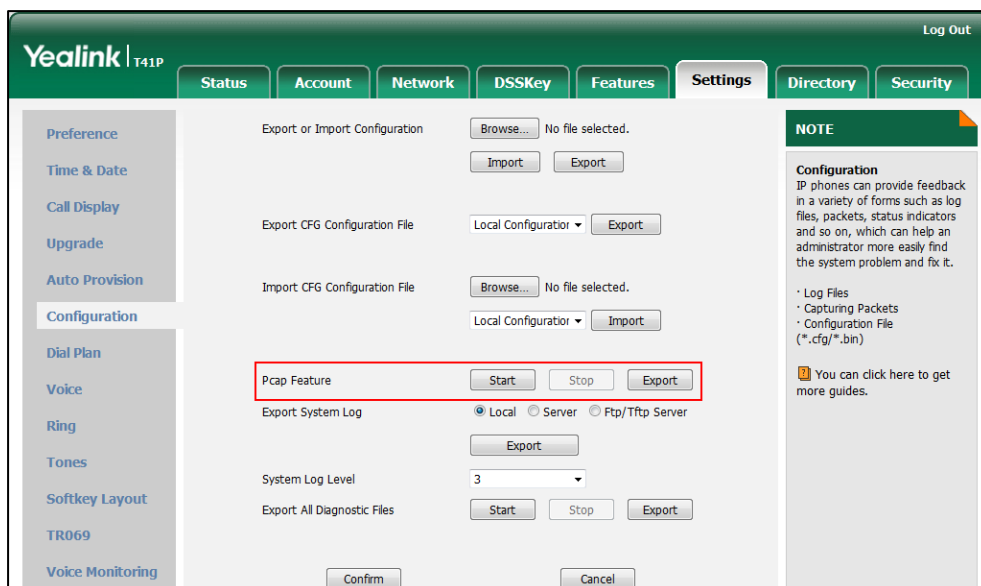 Log Out
Yealink T41P
Status Account Network DSSKey Features Settings Directory Security
Preference
Time & Date
Call Display
Upgrade
Auto Provision
Configuration
Dial Plan
Voice
Ring
Tones
Softkey Layout
TR069
Voice Monitoring
Export or Import Configuration Browse... No file selected.
Import Export
Export CFG Configuration File Local Configuration Export
Import CFG Configuration File Browse... No file selected.
Local Configuration Import
Pcap Feature Start Stop Export
Export System Log Local Server Ftp/Tftp Server
Export
System Log Level 3
Export All Diagnostic Files Start Stop Export
Confirm Cancel
NOTE
Configuration
IP phones can provide feedback
in a variety of forms such as log
files, packets, status indicators
and so on, which can help an
administrator more easily find
the system problem and fix it.
· Log Files
· Capturing Packets
· Configuration File
(*.cfg/*.bin)
You can click here to get
more guides.